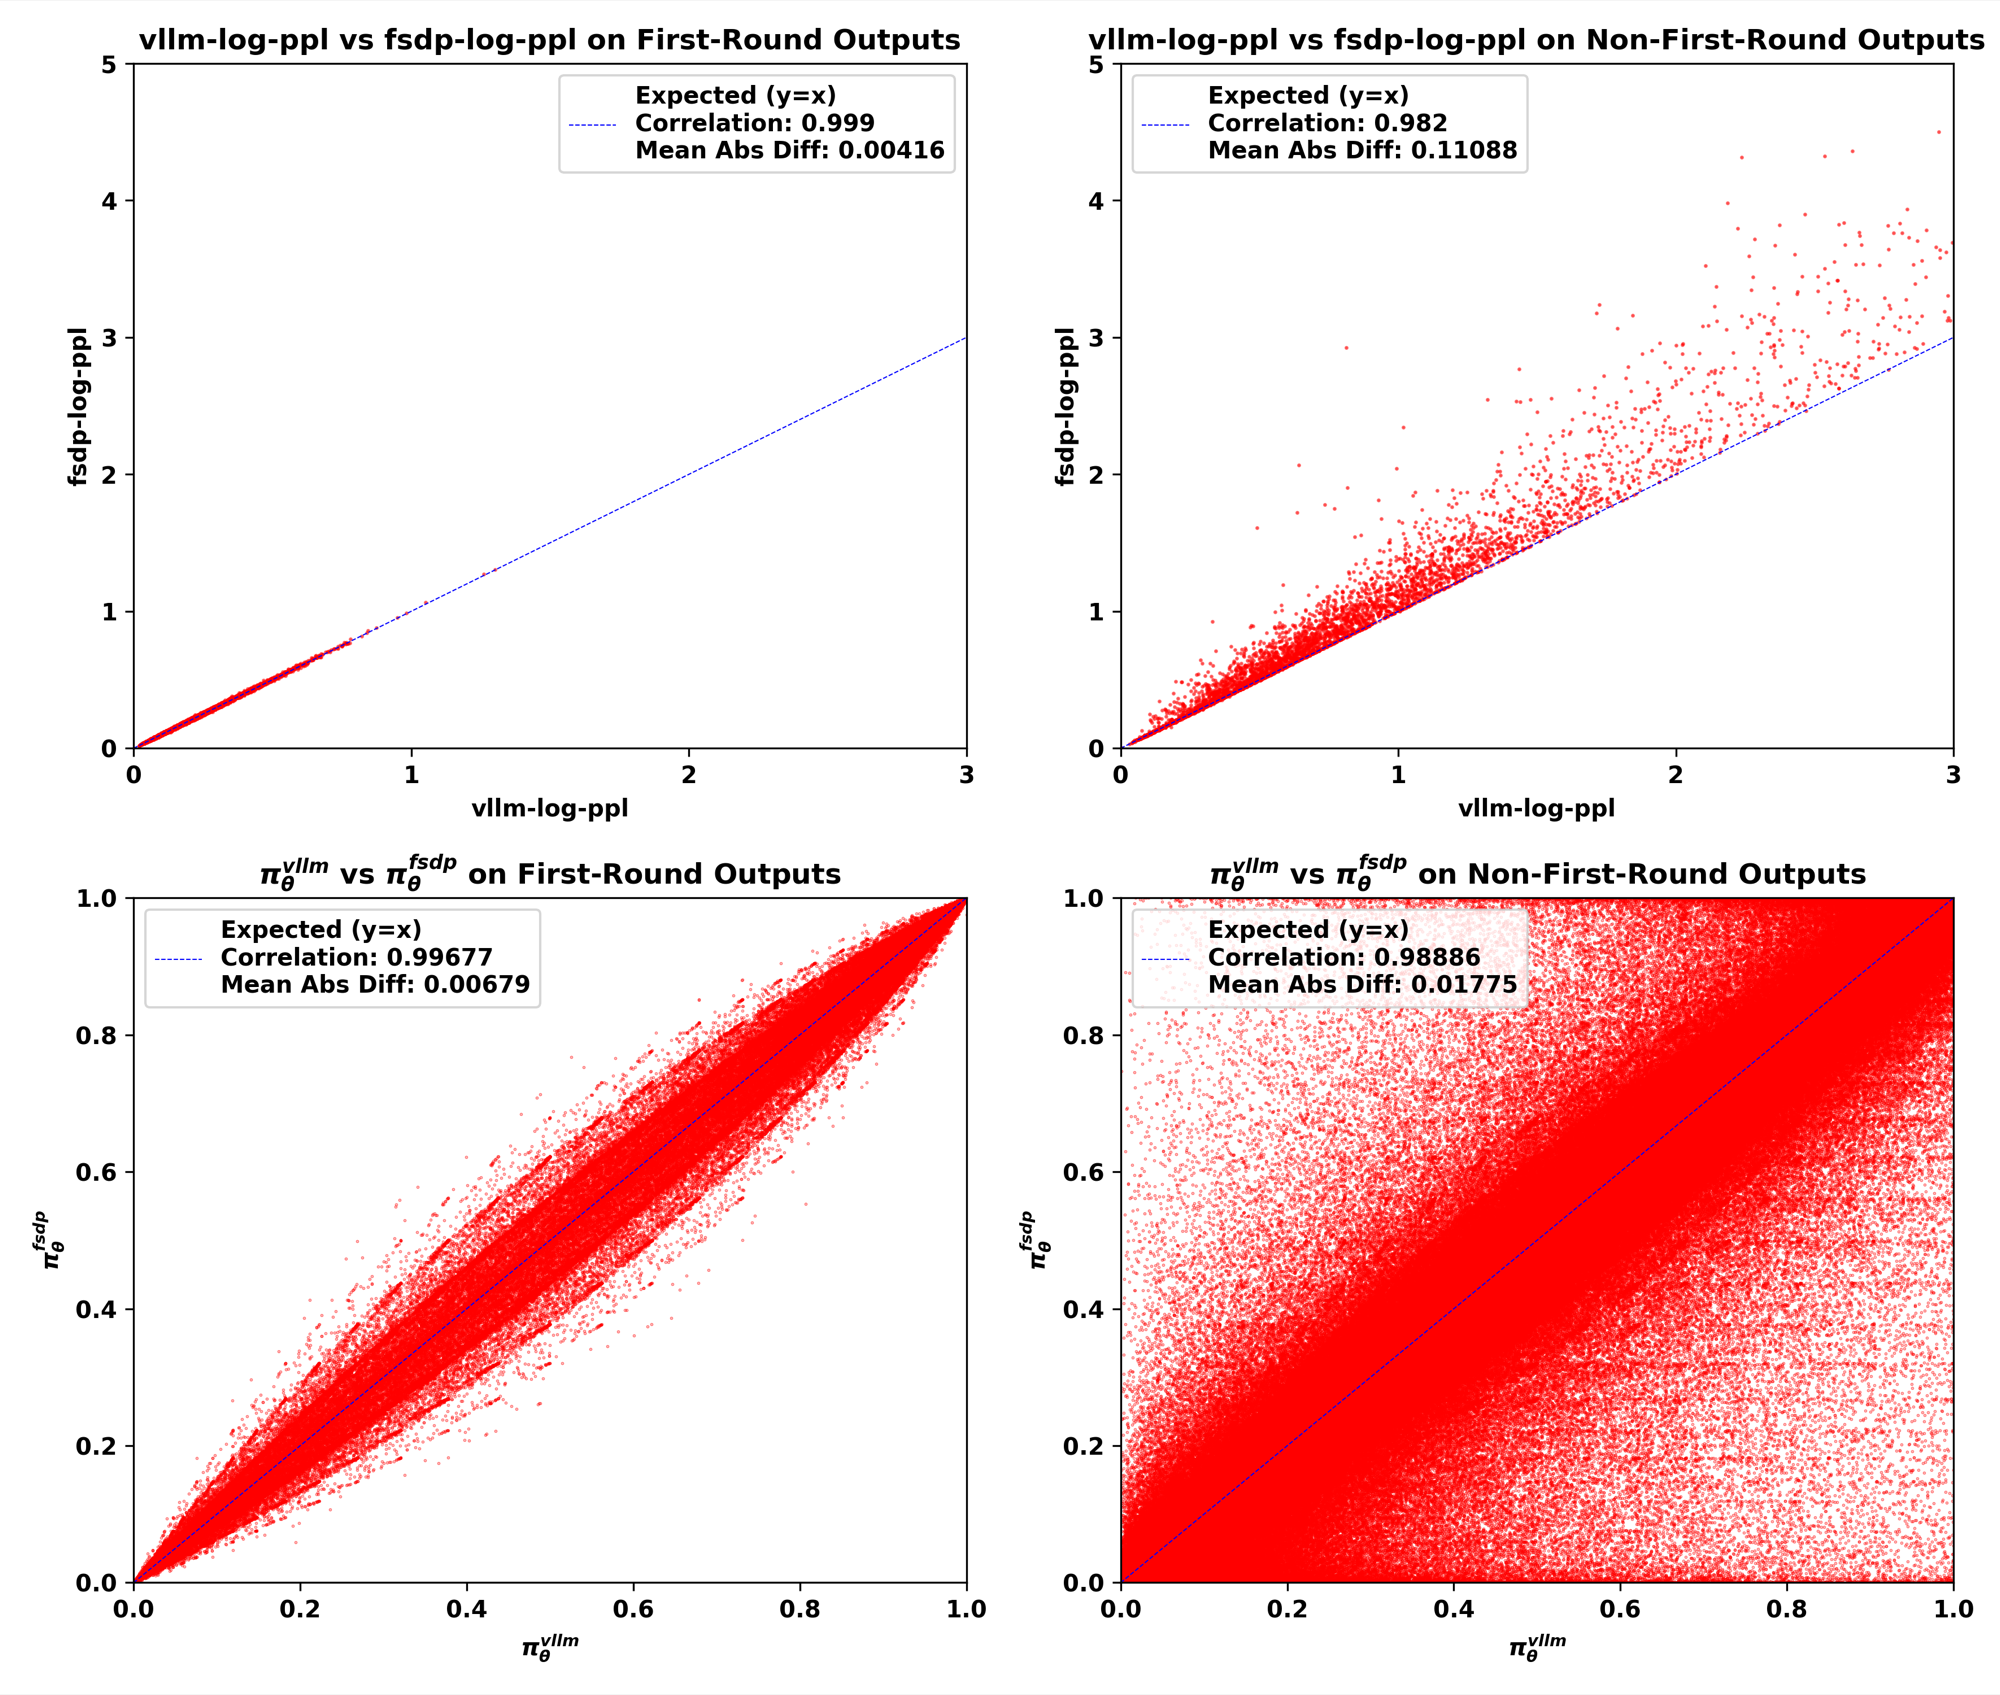 vllm-log-ppl vs fsdp-log-ppl on First-Round Outputs
Expected (y=x)
Correlation: 0.999
Mean Abs Diff: 0.00416
5
4
3
2
1
0
fsdp-log-ppl
0 1 2 3
vllm-log-ppl
vllm-log-ppl vs fsdp-log-ppl on Non-First-Round Outputs
Expected (y=x)
Correlation: 0.982
Mean Abs Diff: 0.11088
5
4
3
2
1
0
fsdp-log-ppl
0 1 2 3
vllm-log-ppl
π_θ^vllm vs π_θ^fsdp on First-Round Outputs
Expected (y=x)
Correlation: 0.99677
Mean Abs Diff: 0.00679
1.0
0.8
0.6
0.4
0.2
0.0
π_θ^fsdp
0.0 0.2 0.4 0.6 0.8 1.0
π_θ^vllm
π_θ^vllm vs π_θ^fsdp on Non-First-Round Outputs
Expected (y=x)
Correlation: 0.98886
Mean Abs Diff: 0.01775
1.0
0.8
0.6
0.4
0.2
0.0
π_θ^fsdp
0.0 0.2 0.4 0.6 0.8 1.0
π_θ^vllm